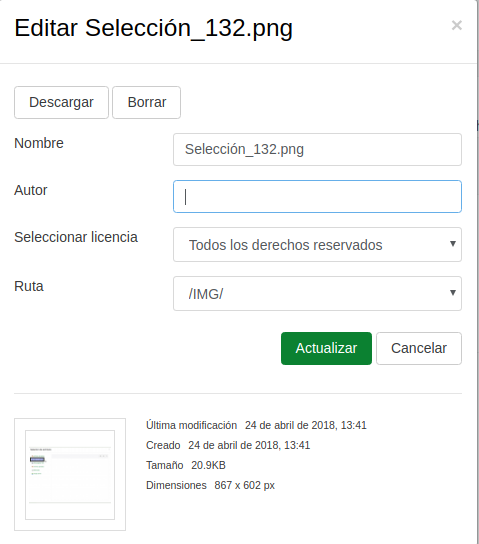 Editar Selección_132.png
×
Descargar Borrar
Nombre Selección_132.png
Autor
Seleccionar licencia Todos los derechos reservados
Ruta /IMG/
Actualizar Cancelar
Última modificación 24 de abril de 2018, 13:41
Creado 24 de abril de 2018, 13:41
Tamaño 20.9KB
Dimensiones 867 x 602 px